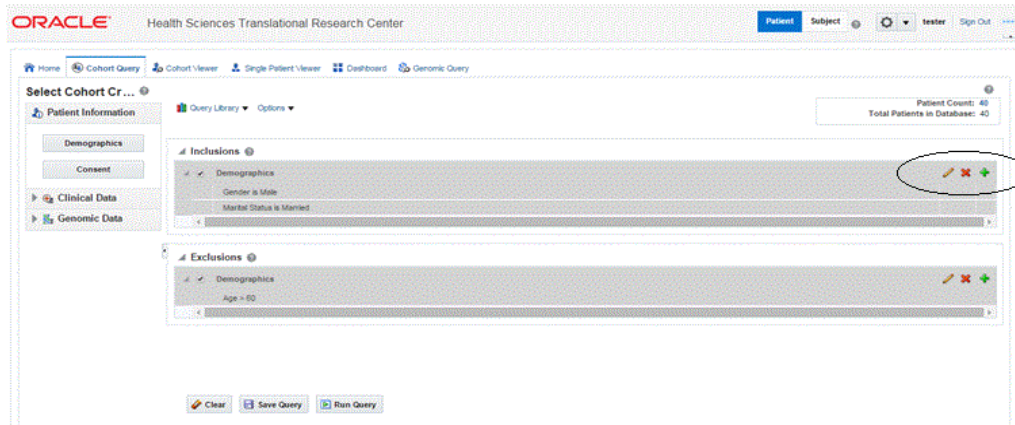 ORACLE Health Sciences Translational Research Center Patient Subject tester Sign Out
Home Cohort Query Cohort Viewer Single Patient Viewer Dashboard Genomic Query
Select Cohort Cr...
Patient Information
Demographics
Consent
Clinical Data
Genomic Data
Query Library Options
Patient Count: 40
Total Patients in Database: 40
Inclusions
Demographics
Gender is Male
Marital Status is Married
Exclusions
Demographics
Age > 60
Clear Save Query Run Query